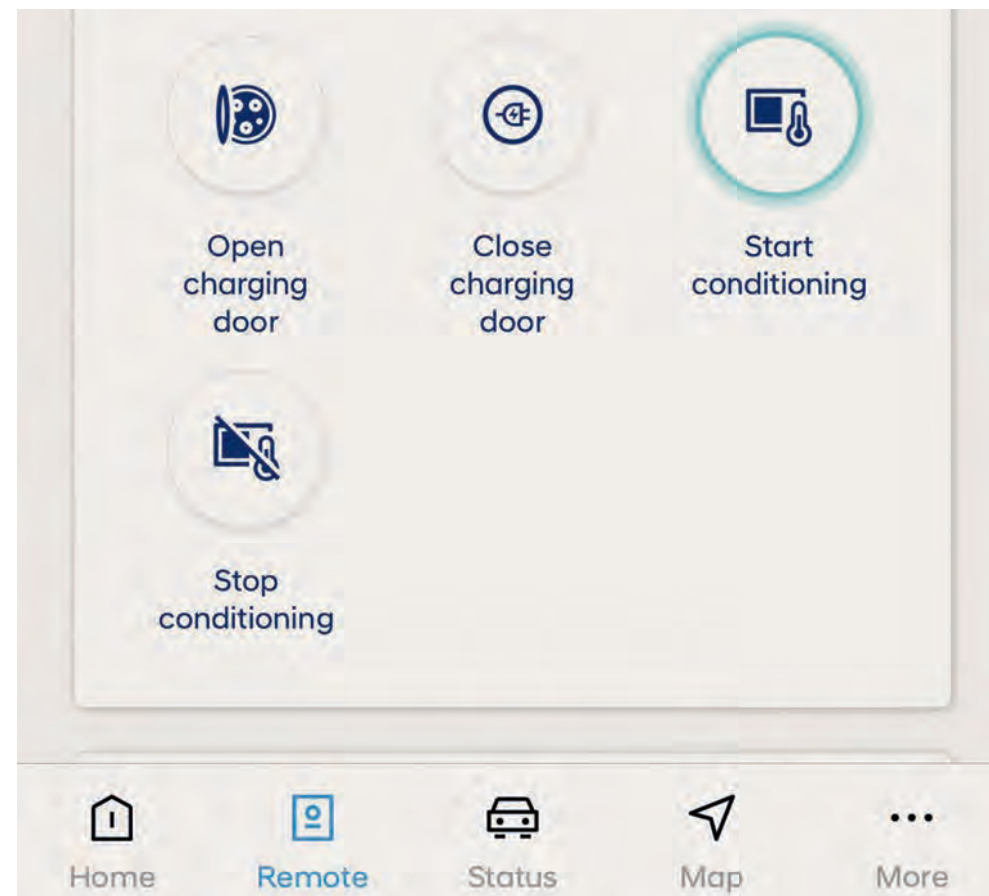 Open
charging
door
Close
charging
door
Start
conditioning
Stop
conditioning
Home
Remote
Status
Map
More